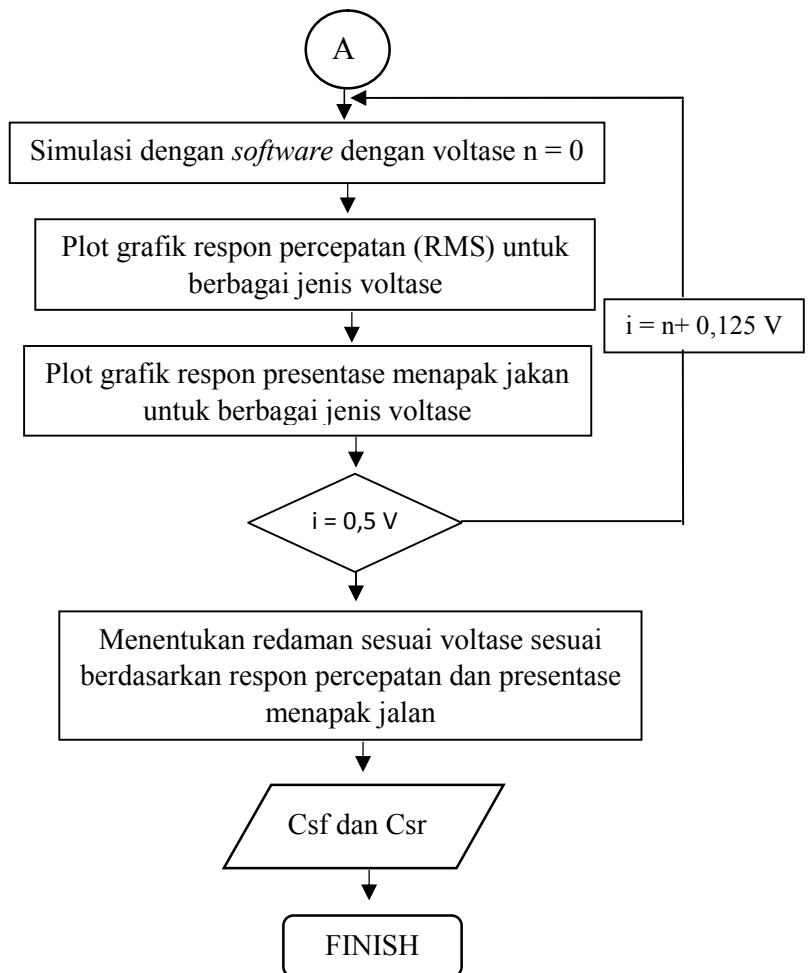 A
Simulasi dengan software dengan voltase n = 0
Plot grafik respon percepatan (RMS) untuk
berbagai jenis voltase
i = n+ 0,125 V
Plot grafik respon presentase menapak jakan
untuk berbagai jenis voltase
i = 0,5 V
Menentukan redaman sesuai voltase sesuai
berdasarkan respon percepatan dan presentase
menapak jalan
Csf dan Csr
FINISH